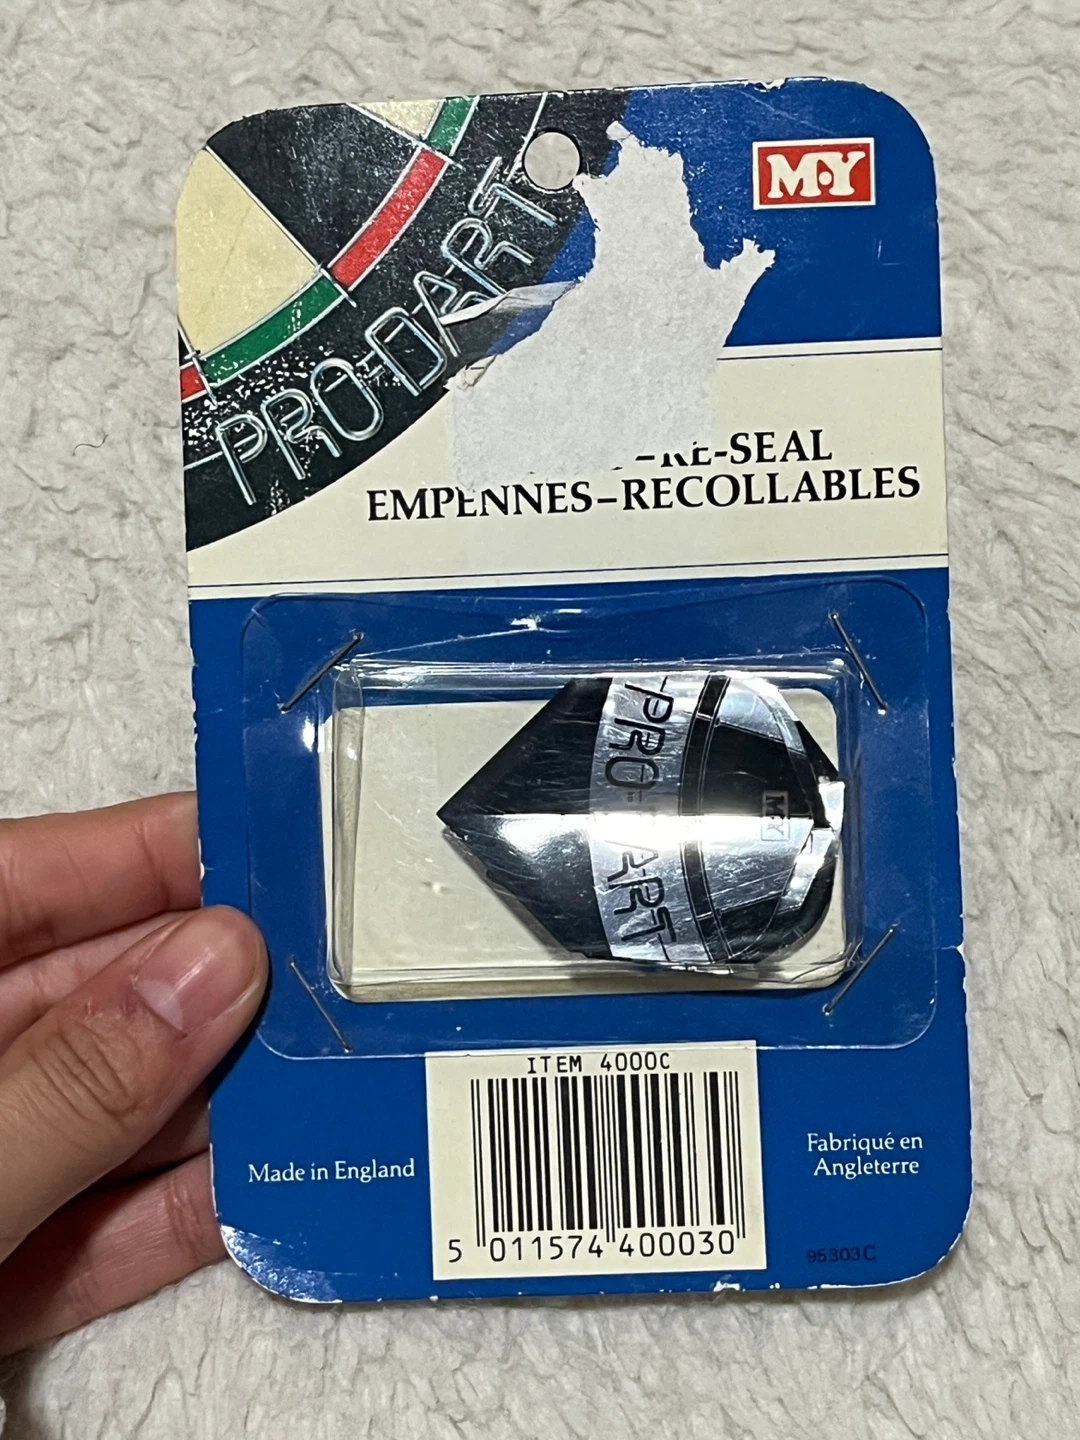 M·Y
PRO-DART
-RE-SEAL
EMPENNES-RECOLLABLES
PRO-DART
M·Y
ITEM 4000C
Made in England
Fabriqué en
Angleterre
5 011574 400030
95303C